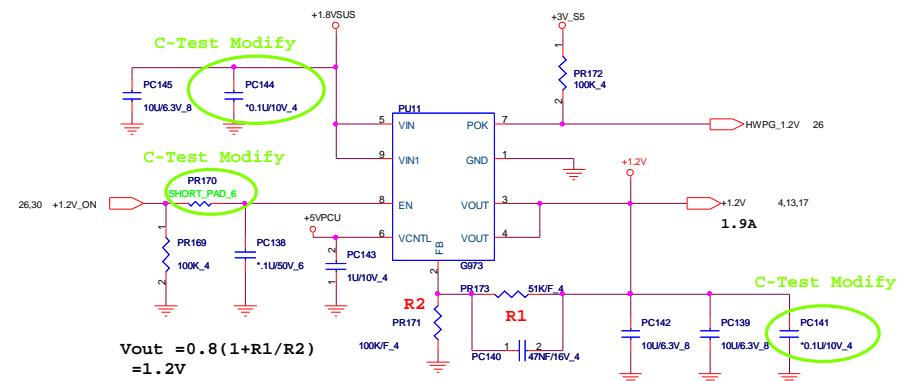 +1.8VSUS
+3V_S5
C-Test Modify
1
PC145
10U/6.3V_8
PC144
*0.1U/10V_4
PR172
100K_4
2
PU11
5 VIN
POK 7
HWPG_1.2V 26
C-Test Modify
9 VIN1
GND 1
+1.2V
PR170
SHORT_PAD_6
26,30 +1.2V_ON
8 EN
VOUT 3
+1.2V 4,13,17
1.9A
+5VPCU
6 VCNTL
VOUT 4
FB
G973
1
PR169
100K_4
2
PC138
*.1U/50V_6
2
PC143
1
1U/10V_4
2
PR173 51K/F_4
C-Test Modify
R2
R1
PR171
100K/F_4
PC140 1 2 47NF/16V_4
PC142
10U/6.3V_8
PC139
10U/6.3V_8
PC141
*0.1U/10V_4
Vout =0.8(1+R1/R2)
=1.2V